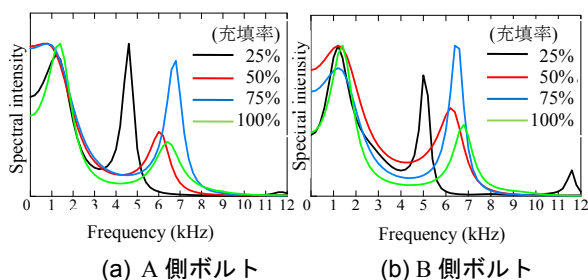 Spectral intensity
(充填率)
25%
50%
75%
100%
0 1 2 3 4 5 6 7 8 9 10 11 12
Frequency (kHz)
(a) A 側ボルト
Spectral intensity
(充填率)
25%
50%
75%
100%
0 1 2 3 4 5 6 7 8 9 10 11 12
Frequency (kHz)
(b) B 側ボルト